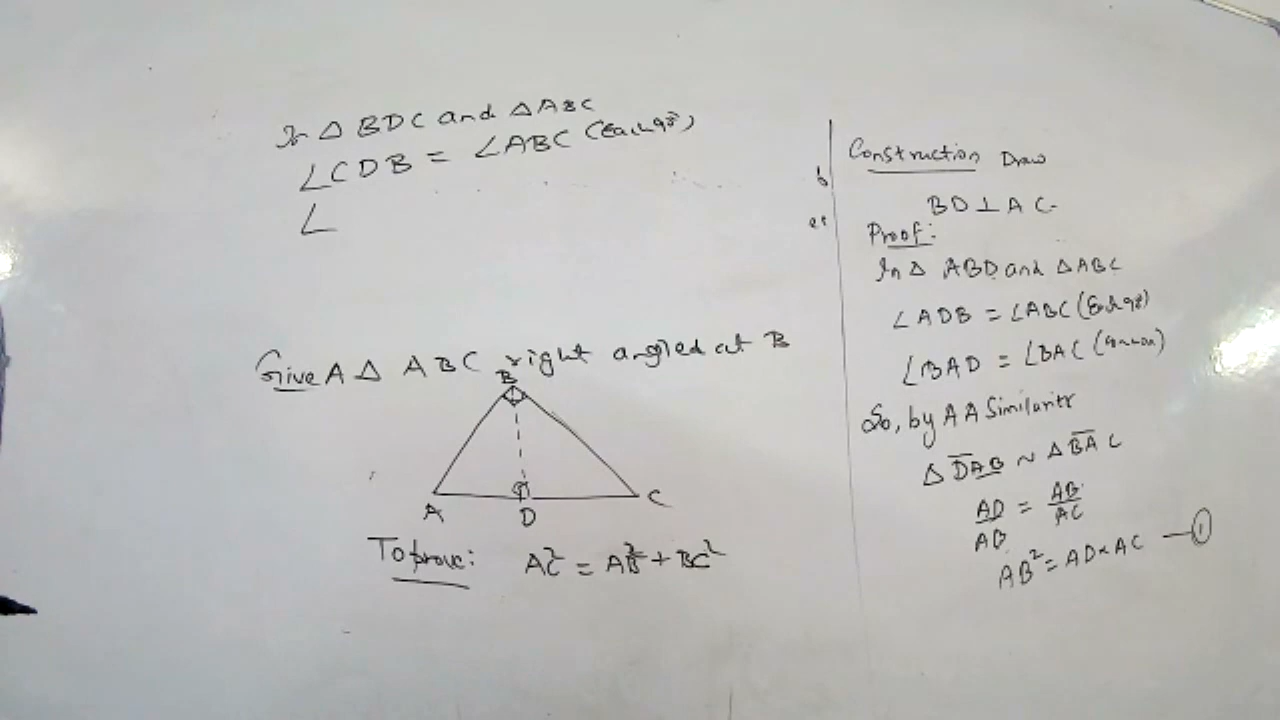 In △ BDC and △ ABC
∠CDB = ∠ABC (Each 90°)
∠
Give A △ ABC right angled at B
B
A D C
To prove: AC² = AB² + BC²
Construction Draw
BD ⊥ AC
Proof:
In △ ABD and △ABC
∠ADB = ∠ABC (Each 90°)
∠BAD = ∠BAC (Common)
So, by AA Similarity
△ DAB ~ △ BAC
AD/AB = AB/AC
AB² = AD × AC — ①